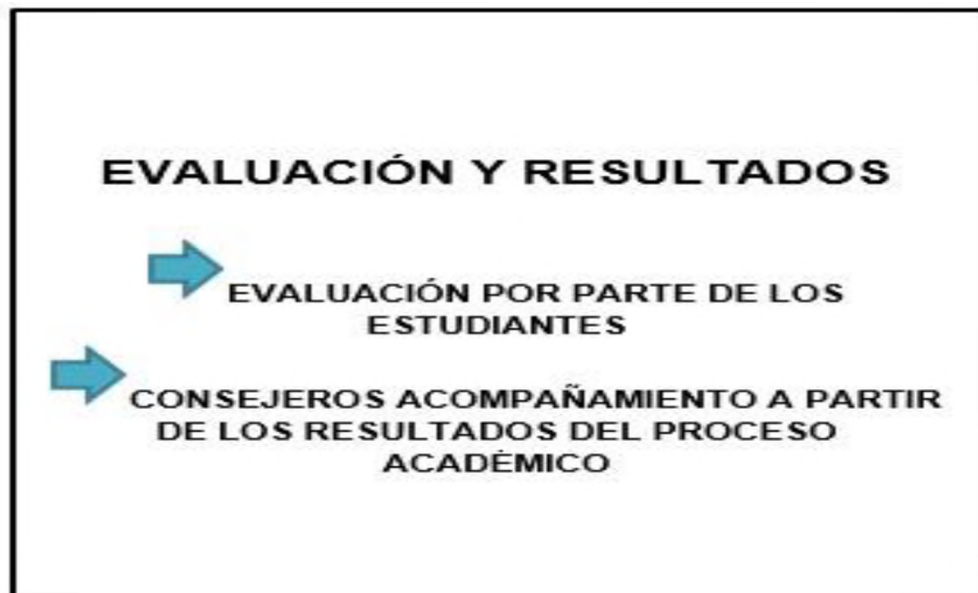 EVALUACIÓN Y RESULTADOS
EVALUACIÓN POR PARTE DE LOS
ESTUDIANTES
CONSEJEROS ACOMPAÑAMIENTO A PARTIR
DE LOS RESULTADOS DEL PROCESO
ACADÉMICO